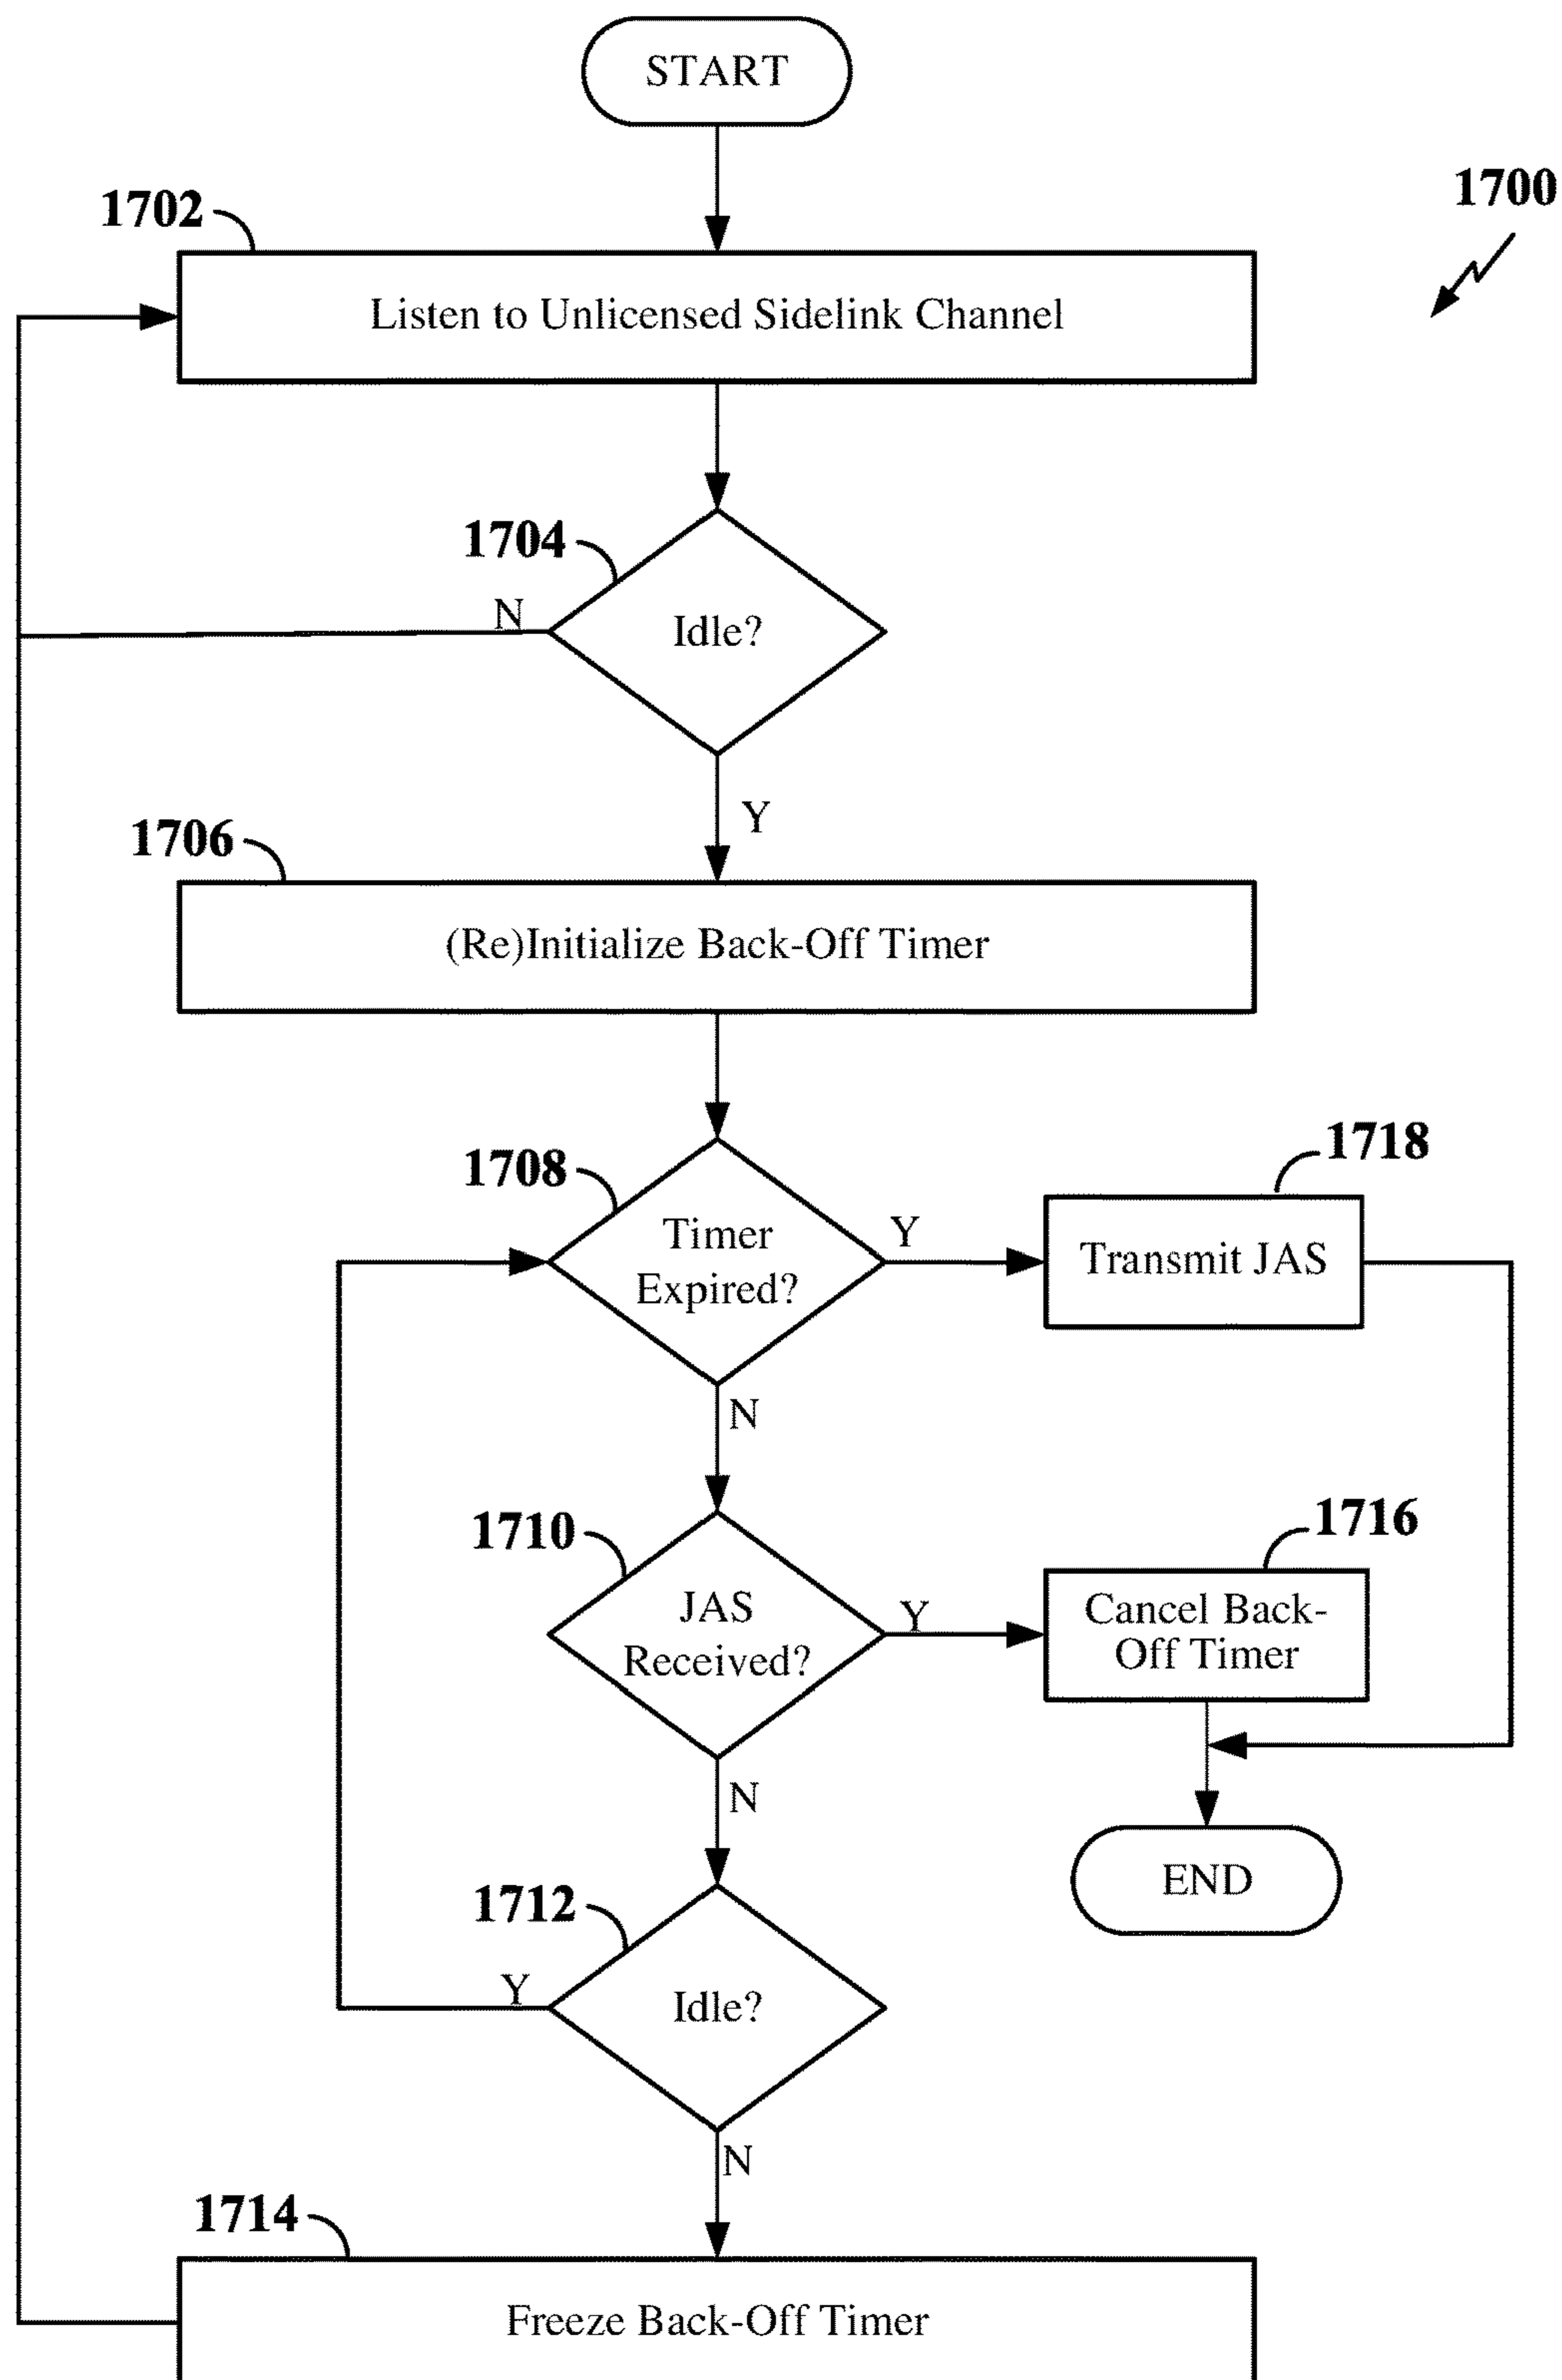 START
1700
1702
Listen to Unlicensed Sidelink Channel
1704
N
Idle?
Y
1706
(Re)Initialize Back-Off Timer
1708
Timer
Expired?
Y
1718
Transmit JAS
N
1710
JAS
Received?
Y
1716
Cancel Back-
Off Timer
N
END
1712
Y
Idle?
N
1714
Freeze Back-Off Timer